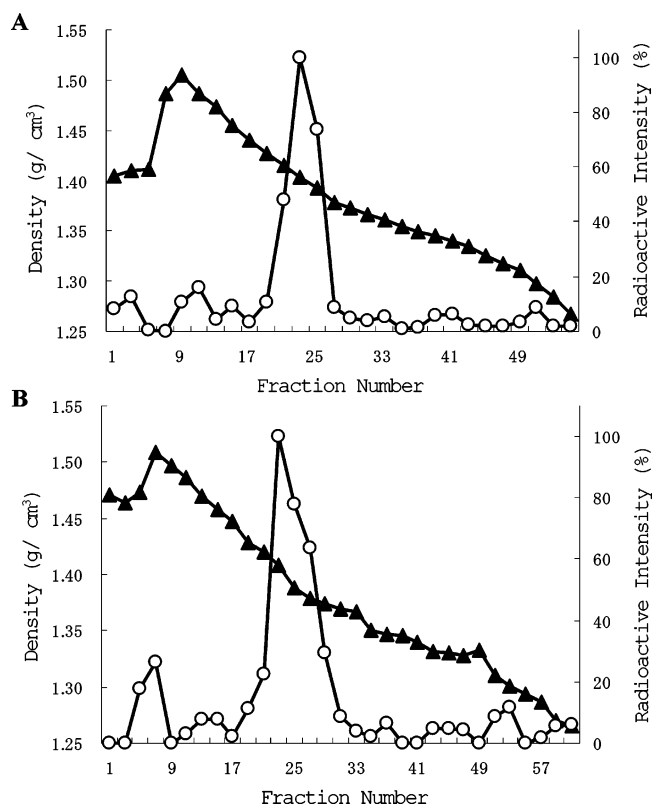 A
1.55
1.50
1.45
1.40
1.35
1.30
1.25
Density (g/ cm³)
100
80
60
40
20
0
Radioactive Intensity (%)
1 9 17 25 33 41 49
Fraction Number
B
1.55
1.50
1.45
1.40
1.35
1.30
1.25
Density (g/ cm³)
100
80
60
40
20
0
Radioactive Intensity (%)
1 9 17 25 33 41 49 57
Fraction Number